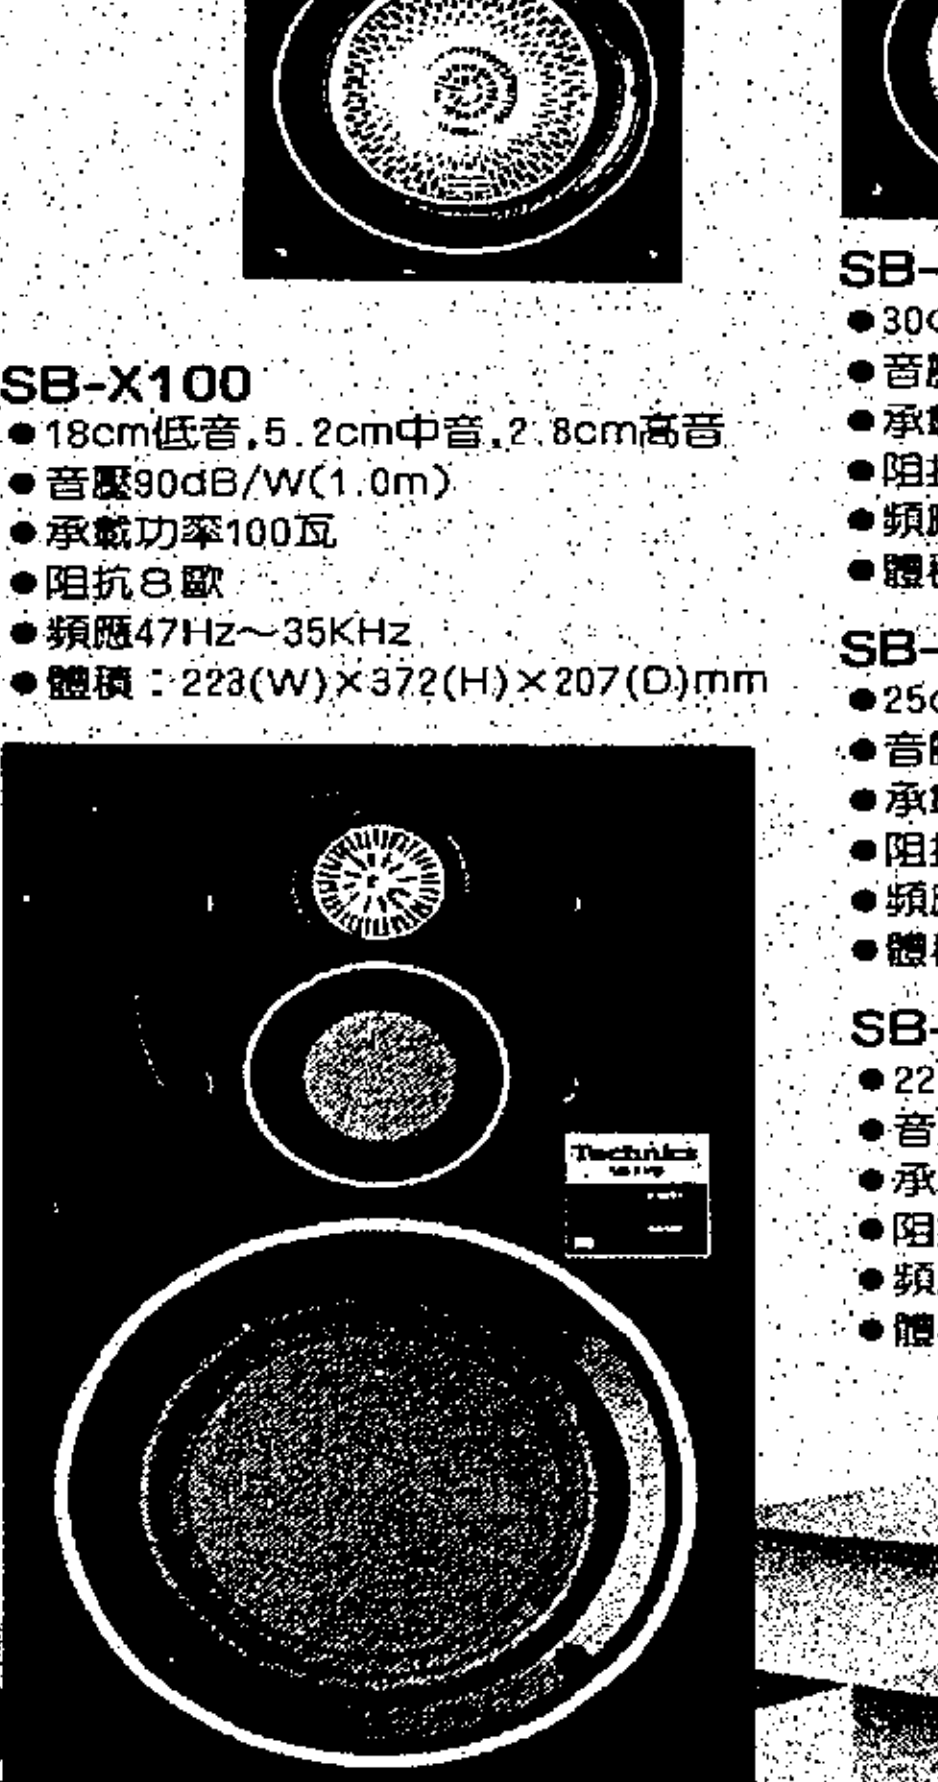 SB-X100
●18cm低音,5.2cm中音,2.8cm高音
●音壓90dB/W(1.0m)
●承載功率100瓦
●阻抗8歐
●頻應47Hz～35KHz
●體積：223(W)×372(H)×207(D)mm
Technics
SB-
●30
●音
●承
●阻
●頻
●體
SB-
●25
●音
●承
●阻
●頻
●體
SB-
●22
●音
●承
●阻
●頻
●體